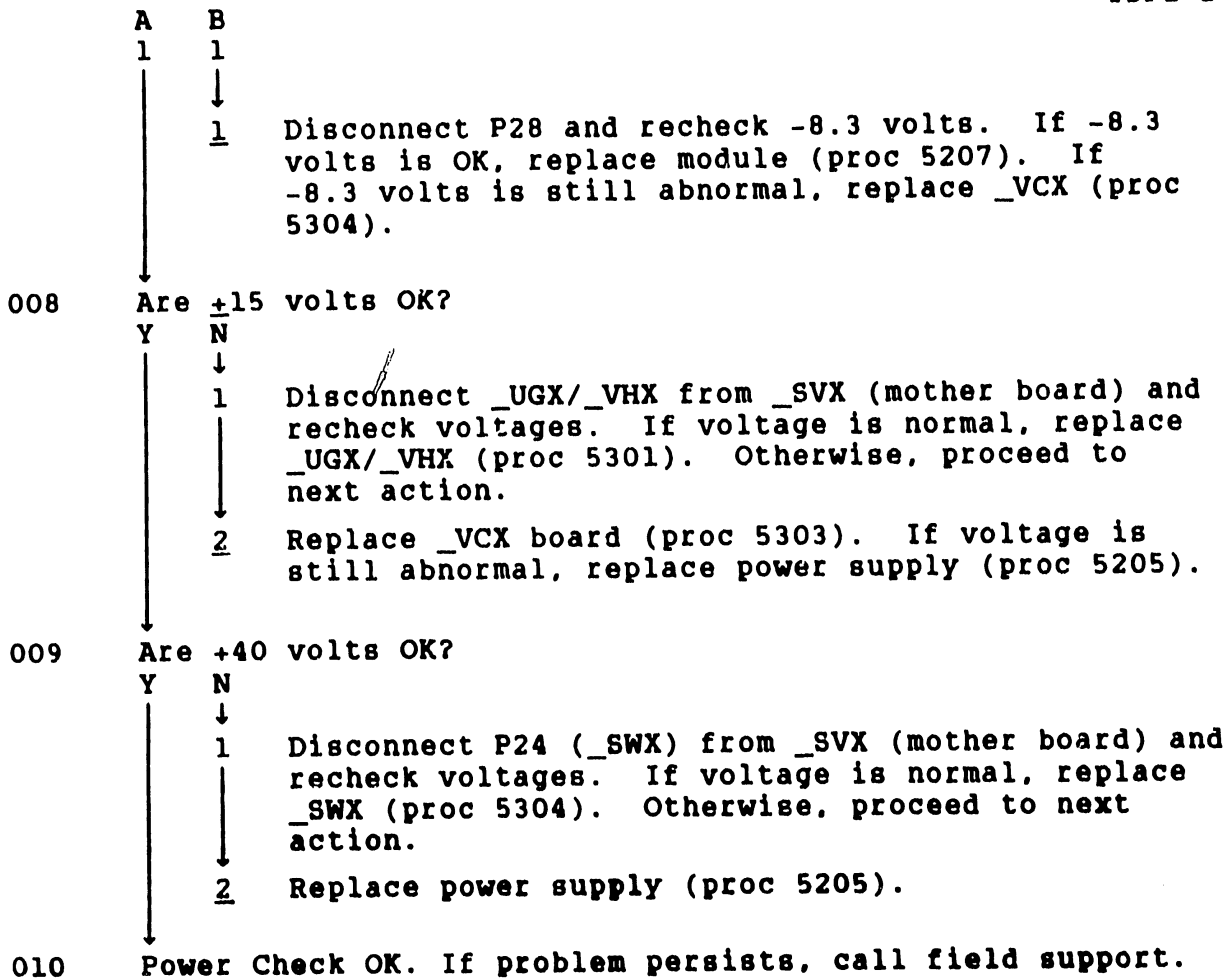 A B
1 1
1 Disconnect P28 and recheck -8.3 volts. If -8.3
volts is OK, replace module (proc 5207). If
-8.3 volts is still abnormal, replace _VCX (proc
5304).
008 Are ±15 volts OK?
Y N
1 Disconnect _UGX/_VHX from _SVX (mother board) and
recheck voltages. If voltage is normal, replace
_UGX/_VHX (proc 5301). Otherwise, proceed to
next action.
2 Replace _VCX board (proc 5303). If voltage is
still abnormal, replace power supply (proc 5205).
009 Are +40 volts OK?
Y N
1 Disconnect P24 (_SWX) from _SVX (mother board) and
recheck voltages. If voltage is normal, replace
_SWX (proc 5304). Otherwise, proceed to next
action.
2 Replace power supply (proc 5205).
010 Power Check OK. If problem persists, call field support.